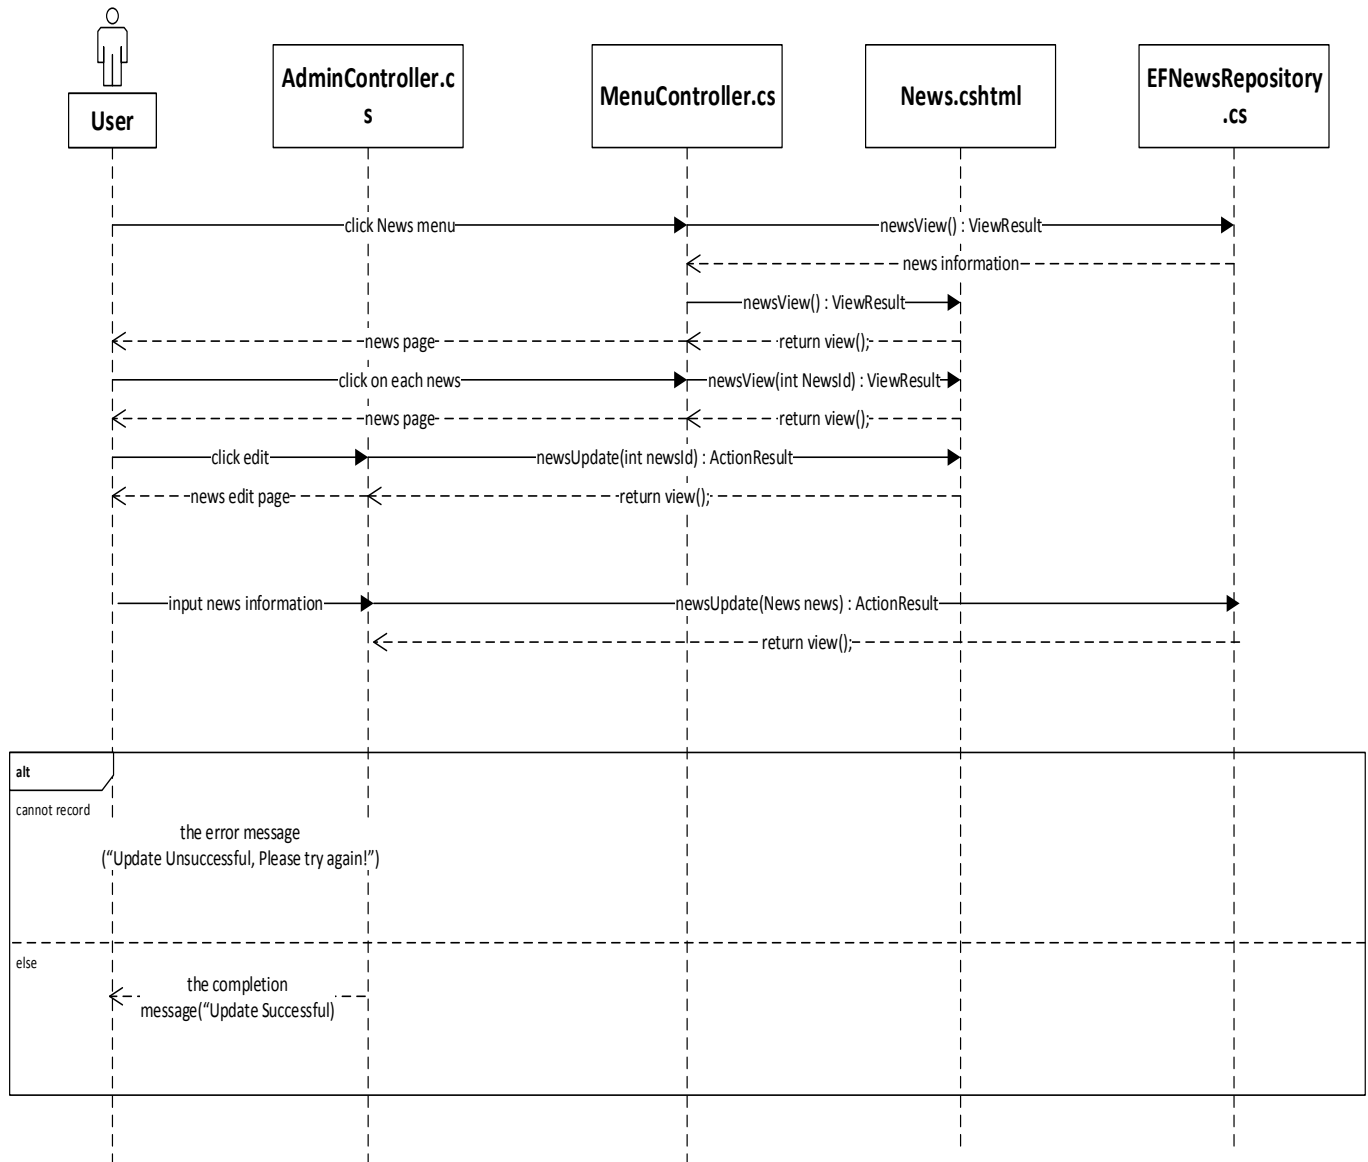 User
AdminController.c
s
MenuController.cs
News.cshtml
EFNewsRepository
.cs
click News menu
newsView() : ViewResult
news information
newsView() : ViewResult
news page
return view();
click on each news
newsView(int NewsId) : ViewResult
news page
return view();
click edit
newsUpdate(int newsId) : ActionResult
news edit page
return view();
input news information
newsUpdate(News news) : ActionResult
return view();
alt
cannot record
the error message
(“Update Unsuccessful, Please try again!”)
else
the completion
message(“Update Successful)